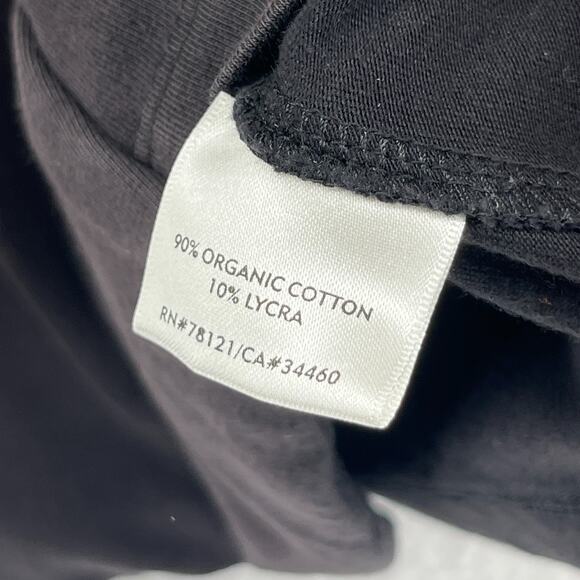 90% ORGANIC COTTON
10% LYCRA
RN#78121/CA#34460